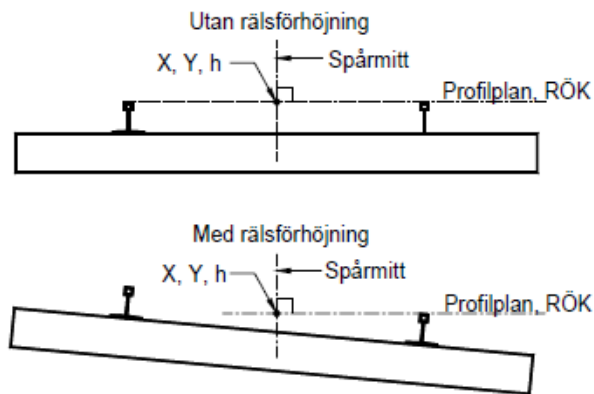 Utan rälsförhöjning
X, Y, h
Spårmitt
Profilplan, RÖK
Med rälsförhöjning
X, Y, h
Spårmitt
Profilplan, RÖK